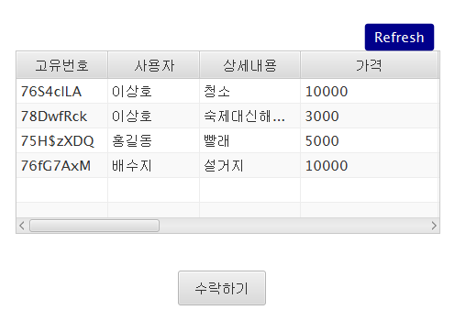 Refresh
고유번호 사용자 상세내용 가격
76S4clLA 이상호 청소 10000
78DwfRck 이상호 숙제대신해... 3000
75H$zXDQ 홍길동 빨래 5000
76fG7AxM 배수지 설거지 10000
수락하기